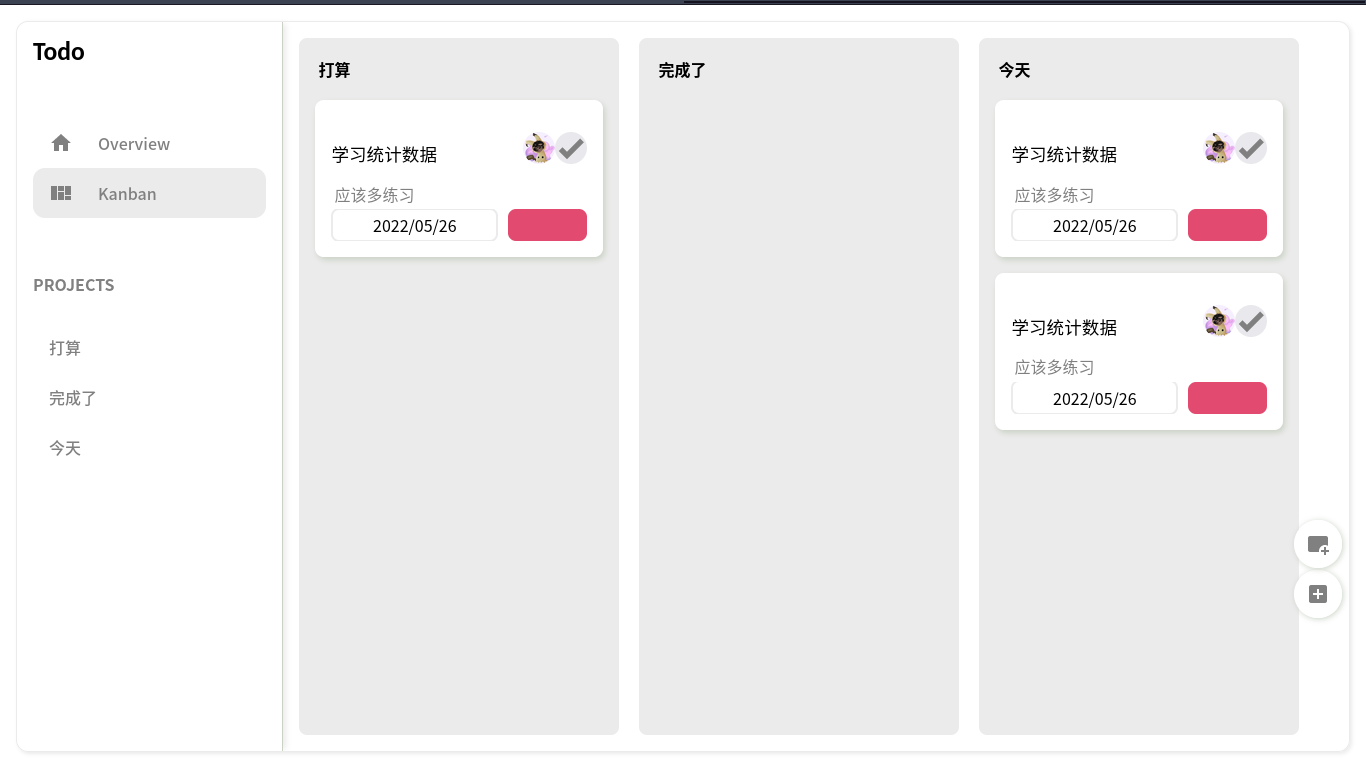 Todo
Overview
Kanban
PROJECTS
打算
完成了
今天
打算
学习统计数据
应该多练习
2022/05/26
完成了
今天
学习统计数据
应该多练习
2022/05/26
学习统计数据
应该多练习
2022/05/26